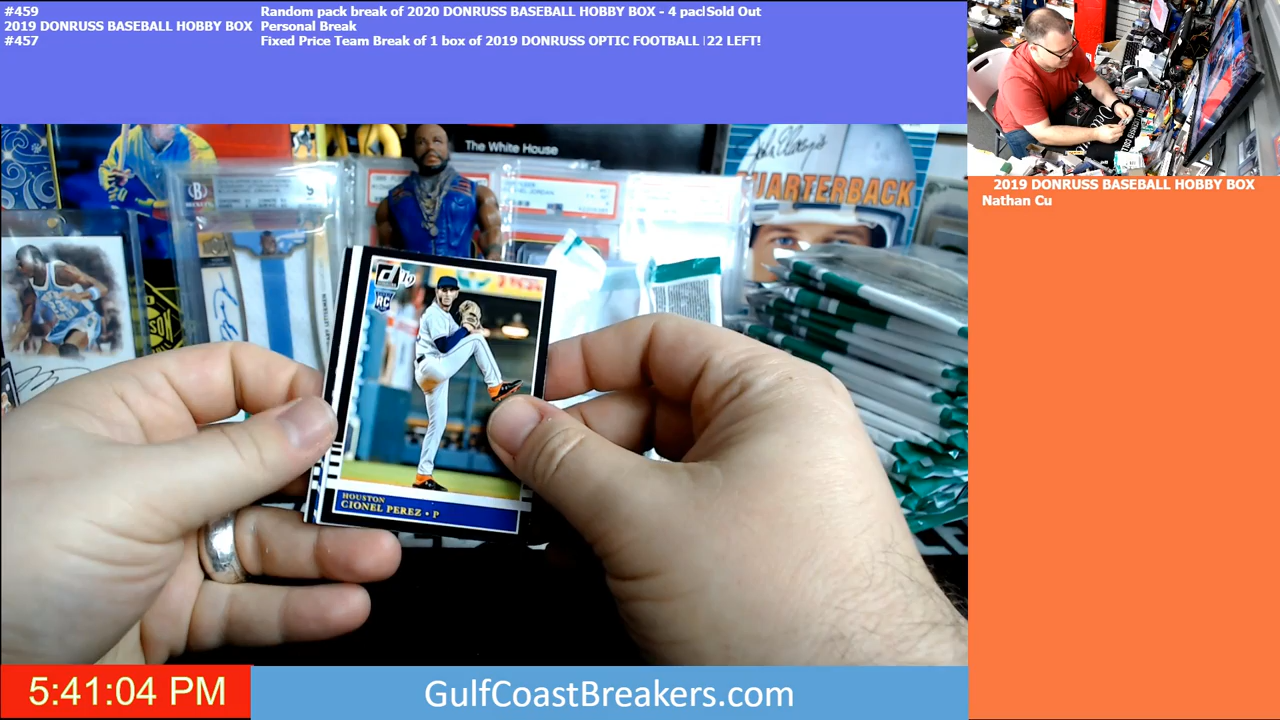 #459 Random pack break of 2020 DONRUSS BASEBALL HOBBY BOX - 4 pac Sold Out
2019 DONRUSS BASEBALL HOBBY BOX Personal Break
#457 Fixed Price Team Break of 1 box of 2019 DONRUSS OPTIC FOOTBALL 22 LEFT!
2019 DONRUSS BASEBALL HOBBY BOX
Nathan Cu
The White House
QUARTERBACK
RC
HOUSTON
CIONEL PEREZ • P
5:41:04 PM
GulfCoastBreakers.com